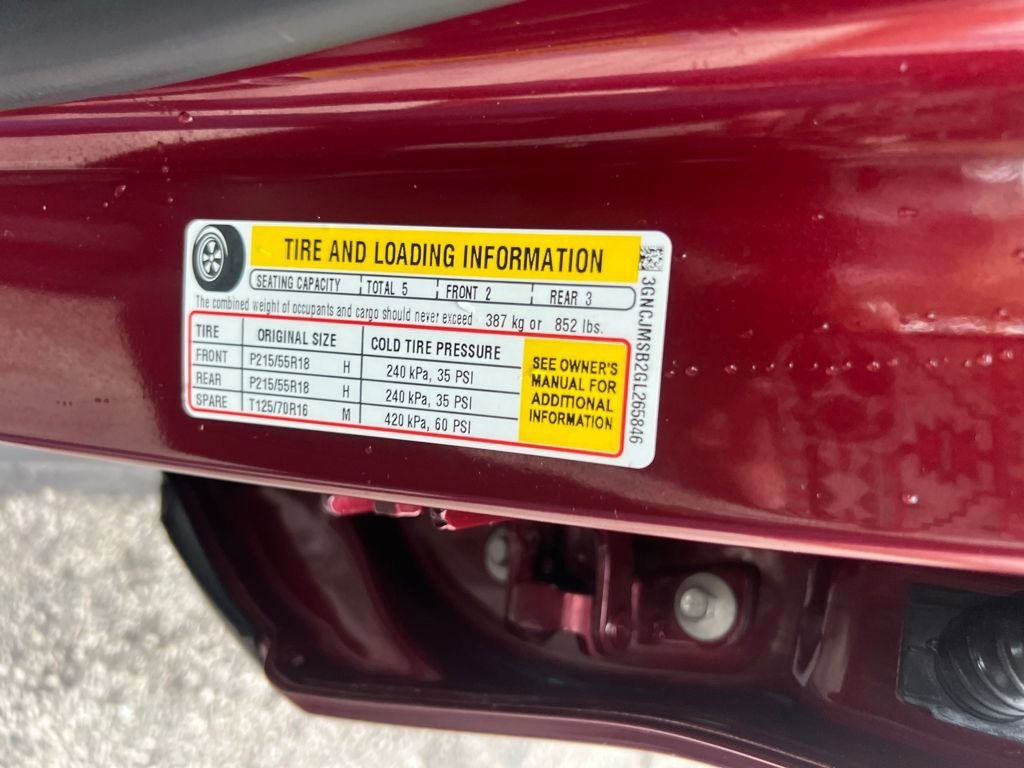 TIRE AND LOADING INFORMATION
SEATING CAPACITY TOTAL 5 FRONT 2 REAR 3
The combined weight of occupants and cargo should never exceed 387 kg or 852 lbs.
TIRE ORIGINAL SIZE COLD TIRE PRESSURE
FRONT P215/55R18 H 240 kPa, 35 PSI
REAR P215/55R18 H 240 kPa, 35 PSI
SPARE T125/70R16 M 420 kPa, 60 PSI
SEE OWNER'S
MANUAL FOR
ADDITIONAL
INFORMATION
3GNCJMSB2GL265846